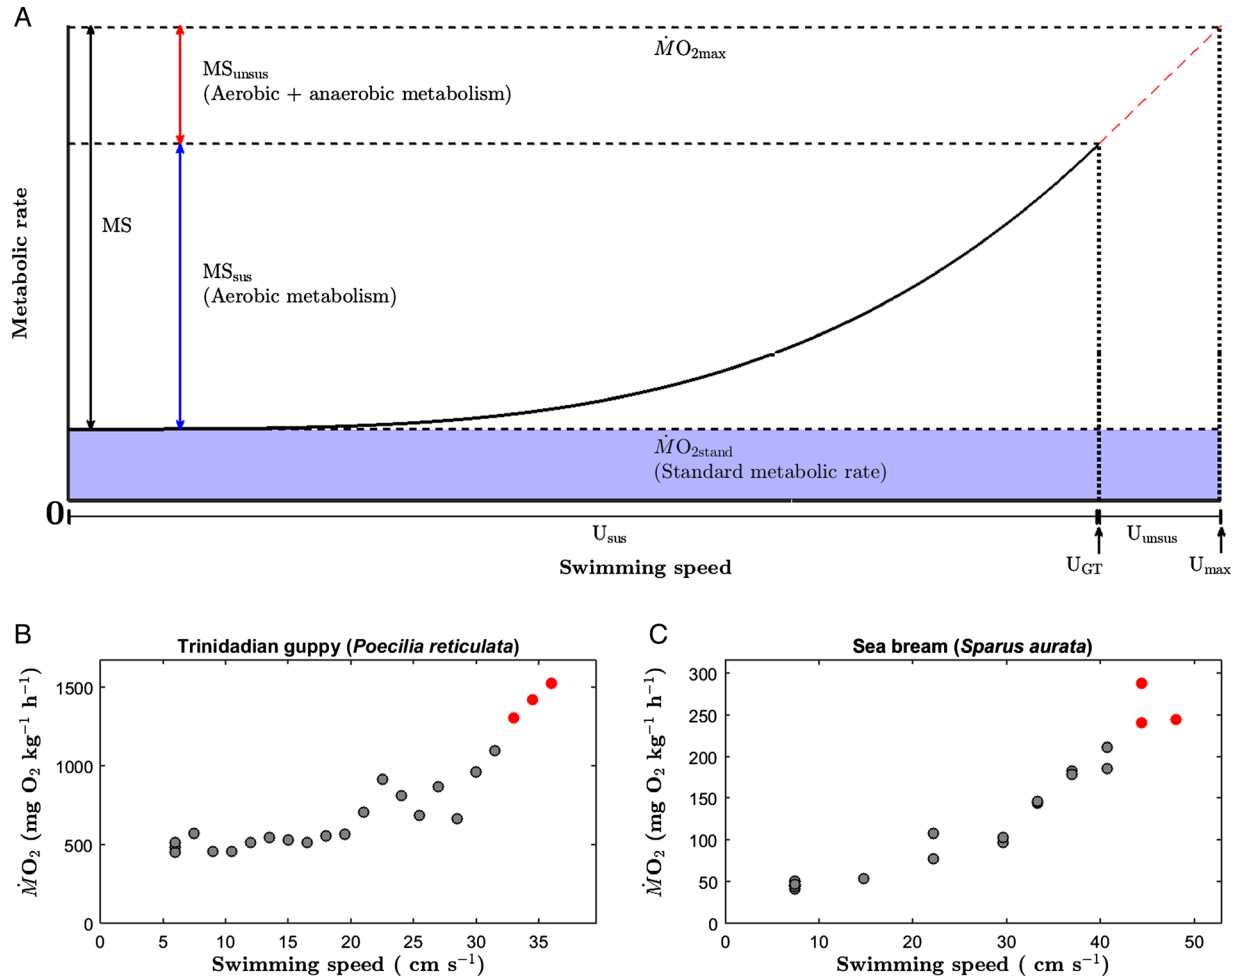 A
Metabolic rate
ṀO₂max
MSunsus
(Aerobic + anaerobic metabolism)
MS
MSsus
(Aerobic metabolism)
ṀO₂stand
(Standard metabolic rate)
0
Usus
Uunsus
Swimming speed
UGT
Umax
B
Trinidadian guppy (Poecilia reticulata)
ṀO₂ (mg O₂ kg⁻¹ h⁻¹)
1500
1000
500
0
0 5 10 15 20 25 30 35
Swimming speed ( cm s⁻¹)
C
Sea bream (Sparus aurata)
ṀO₂ (mg O₂ kg⁻¹ h⁻¹)
300
250
200
150
100
50
0
0 10 20 30 40 50
Swimming speed ( cm s⁻¹)